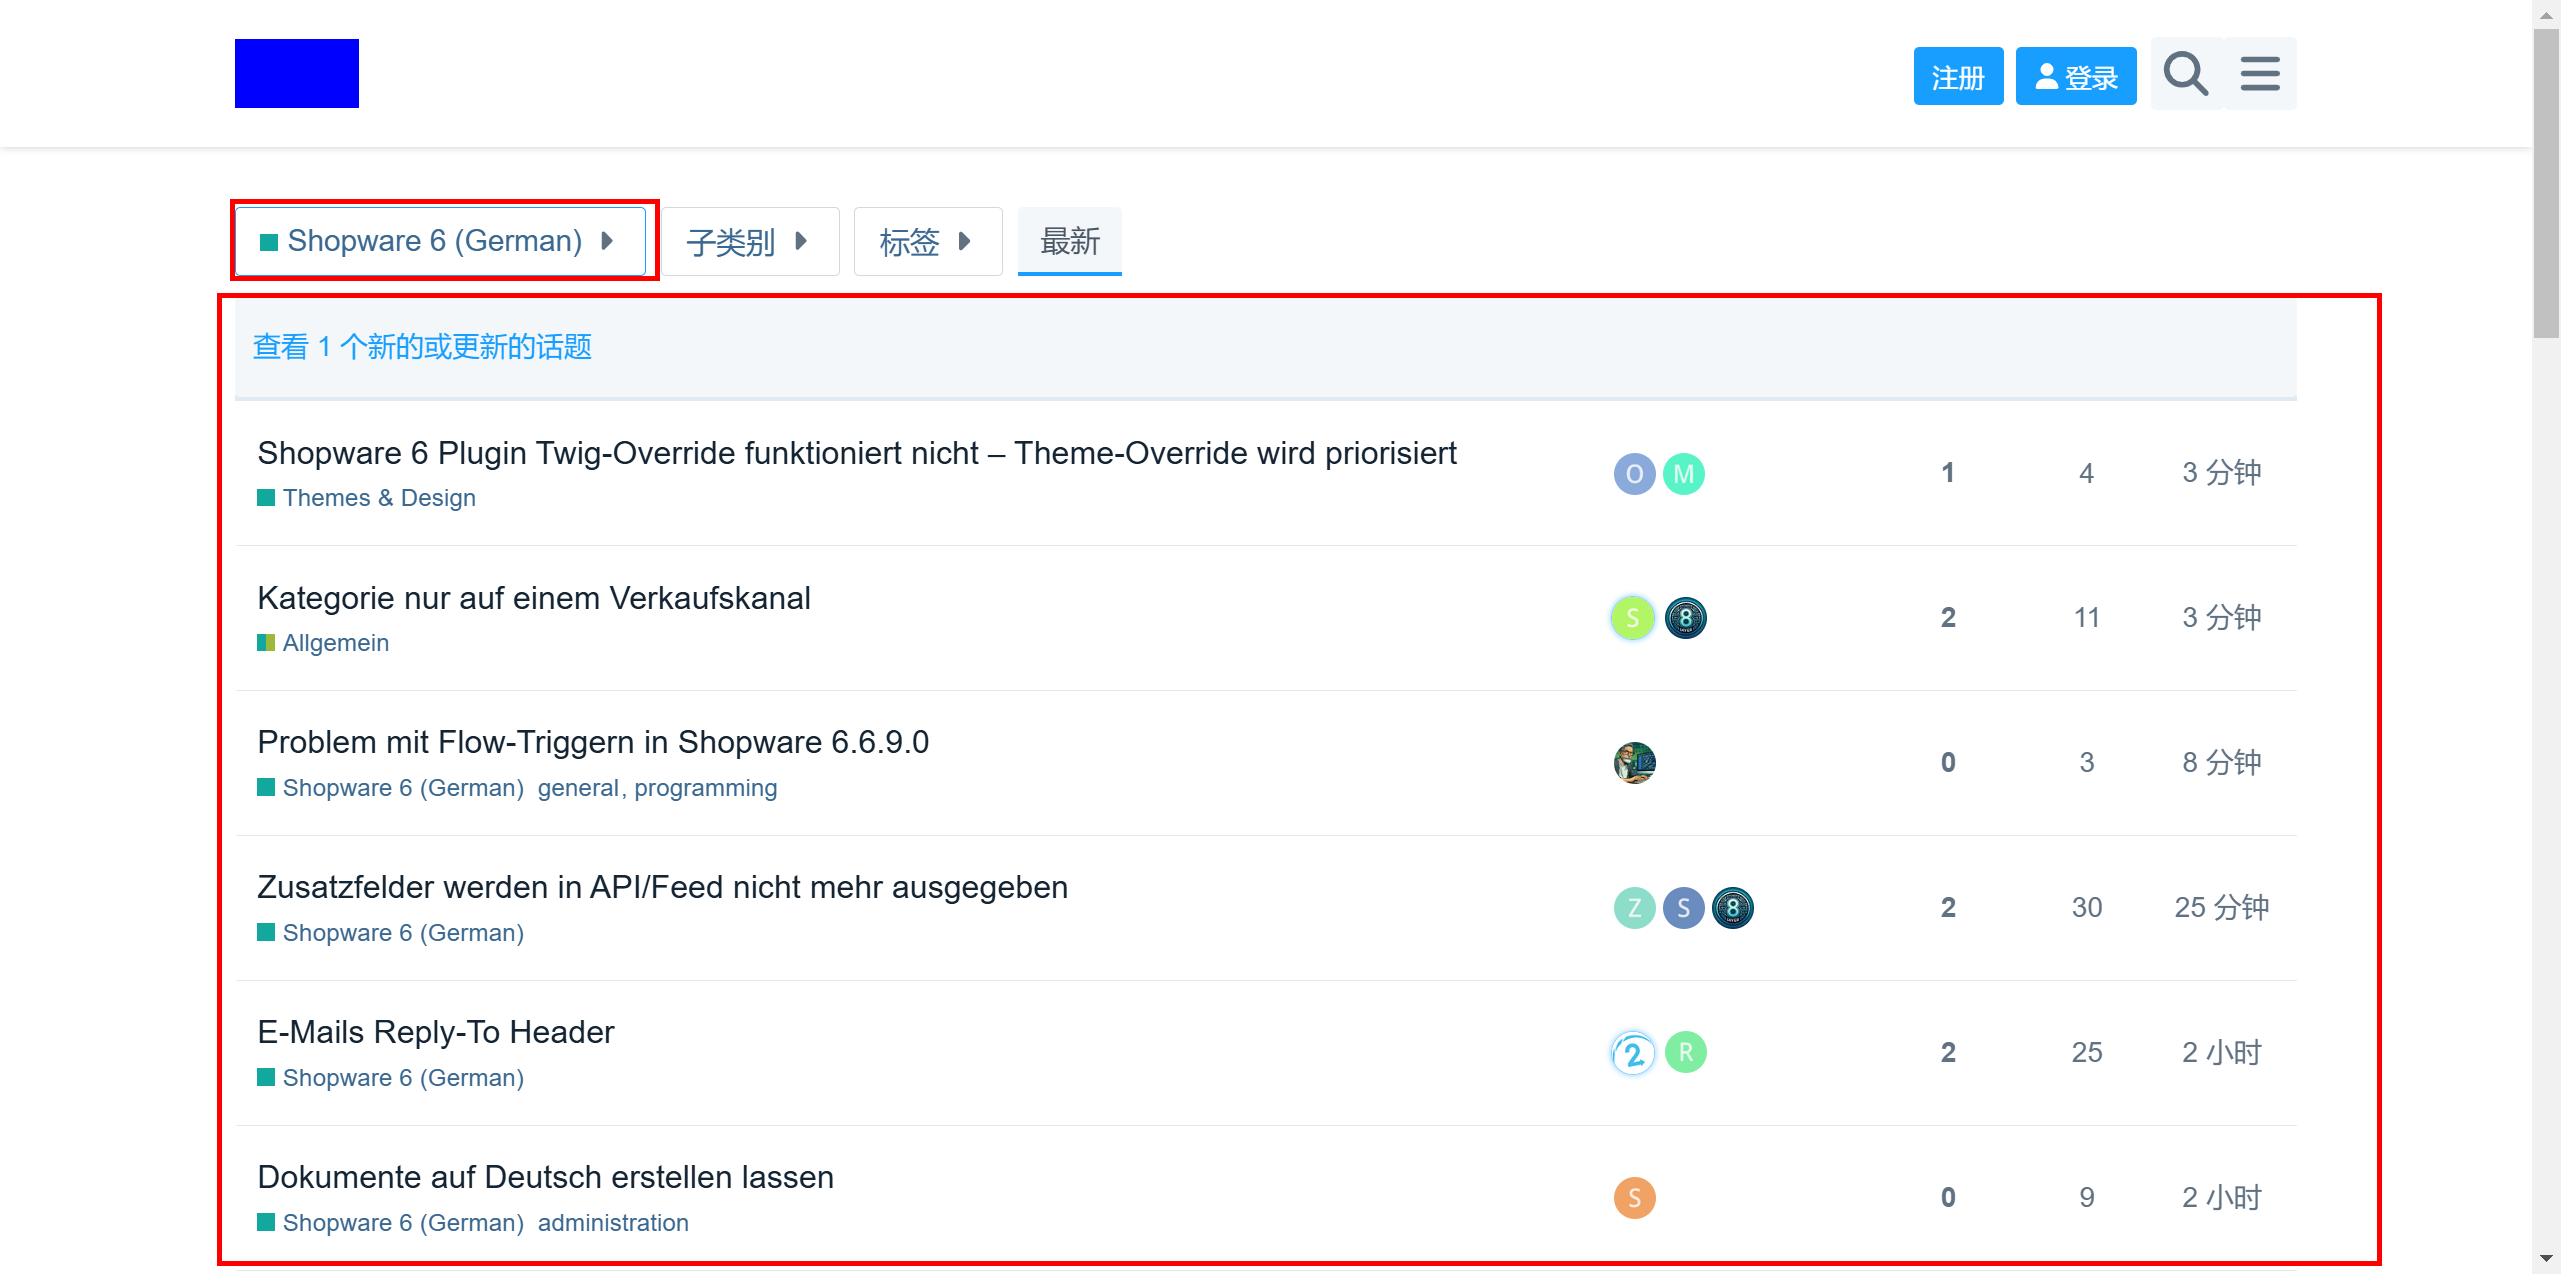 注册
登录
Shopware 6 (German)
子类别
标签
最新
查看 1 个新的或更新的话题
Shopware 6 Plugin Twig-Override funktioniert nicht – Theme-Override wird priorisiert
Themes & Design
O M
1 4 3 分钟
Kategorie nur auf einem Verkaufskanal
Allgemein
S 8
2 11 3 分钟
Problem mit Flow-Triggern in Shopware 6.6.9.0
Shopware 6 (German) general, programming
0 3 8 分钟
Zusatzfelder werden in API/Feed nicht mehr ausgegeben
Shopware 6 (German)
Z S 8
2 30 25 分钟
E-Mails Reply-To Header
Shopware 6 (German)
2 R
2 25 2 小时
Dokumente auf Deutsch erstellen lassen
Shopware 6 (German) administration
S
0 9 2 小时